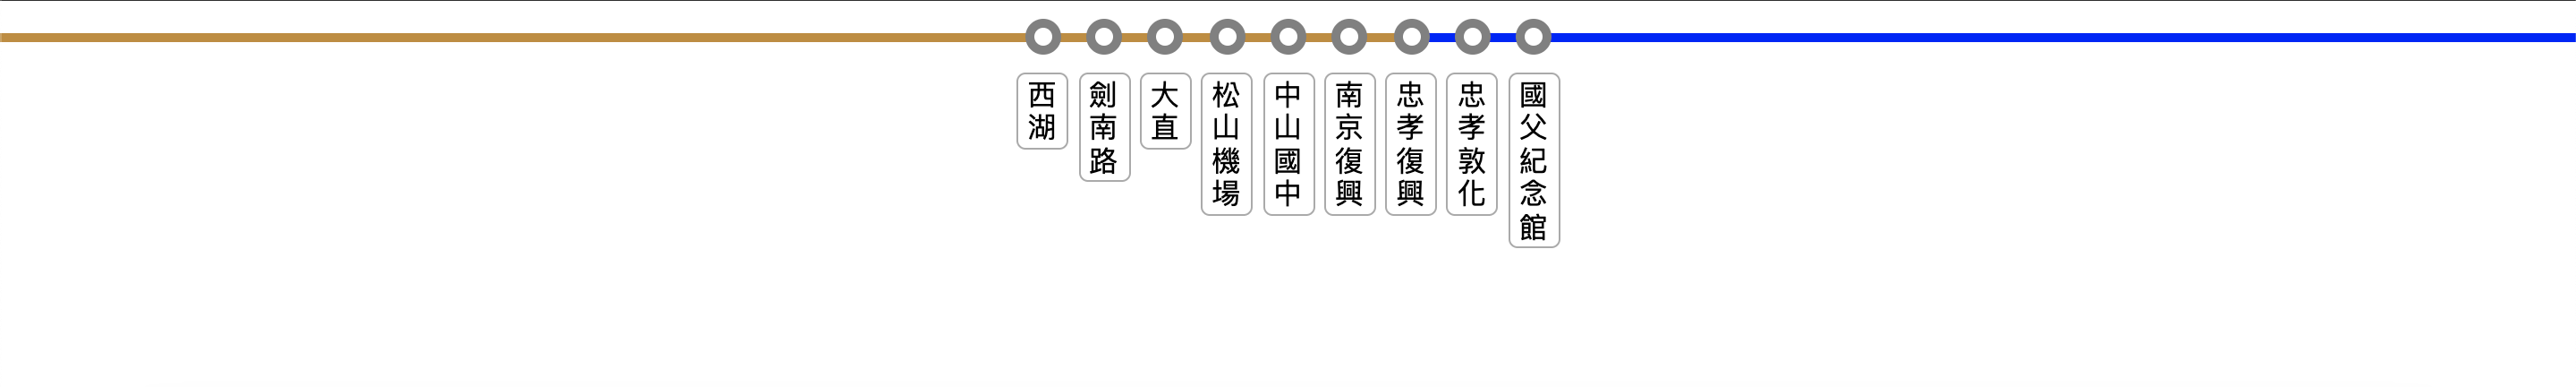 西湖
劍南路
大直
松山機場
中山國中
南京復興
忠孝復興
忠孝敦化
國父紀念館